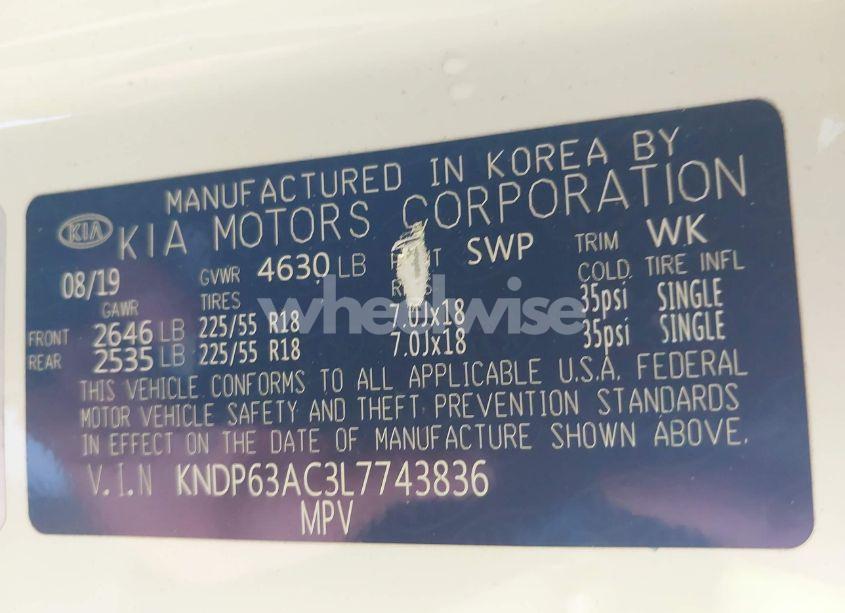 MANUFACTURED IN KOREA BY
KIA KIA MOTORS CORPORATION
08/19 GVWR 4630 LB SWP TRIM WK
GAWR TIRES COLD TIRE INFL
FRONT 2646 LB 225/55 R18 7.0Jx18 35psi SINGLE
REAR 2535 LB 225/55 R18 7.0Jx18 35psi SINGLE
THIS VEHICLE CONFORMS TO ALL APPLICABLE U.S.A. FEDERAL
MOTOR VEHICLE SAFETY AND THEFT PREVENTION STANDARDS
IN EFFECT ON THE DATE OF MANUFACTURE SHOWN ABOVE.
V.I.N KNDP63AC3L7743836
MPV
wheelwise